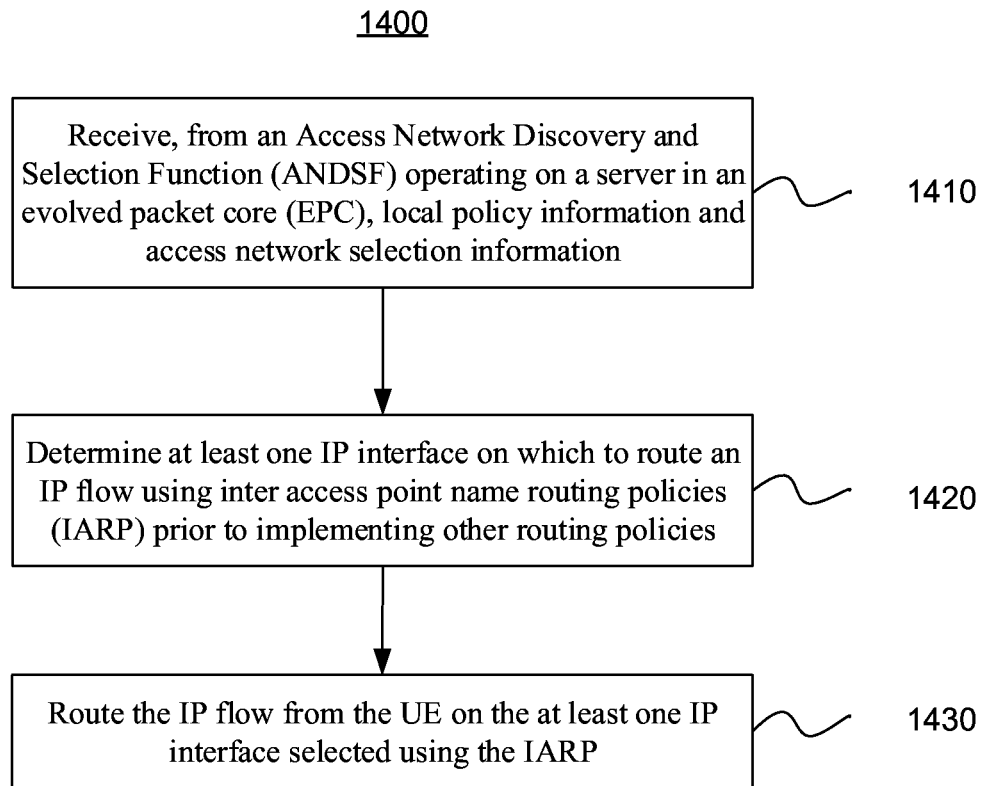 1400
Receive, from an Access Network Discovery and
Selection Function (ANDSF) operating on a server in an
evolved packet core (EPC), local policy information and
access network selection information
1410
Determine at least one IP interface on which to route an
IP flow using inter access point name routing policies
(IARP) prior to implementing other routing policies
1420
Route the IP flow from the UE on the at least one IP
interface selected using the IARP
1430